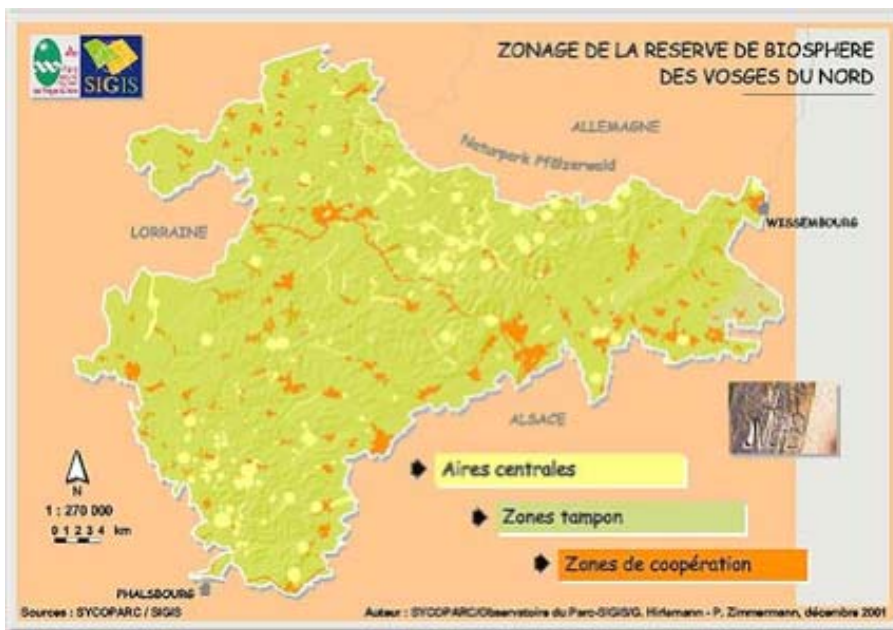 ZONAGE DE LA RESERVE DE BIOSPHERE
DES VOSGES DU NORD
SIGIS
ALLEMAGNE
Naturpark Pfälzerwald
LORRAINE
WISSEMBOURG
ALSACE
Aires centrales
Zones tampon
Zones de coopération
N
1 : 270 000
0 1 2 3 4 km
PHALSBOURG
Sources : SYCOPARC / SIGIS
Auteur : SYCOPARC/Observatoire du Parc-SIGIS/G. Hirlemann - P. Zimmermann, décembre 2001